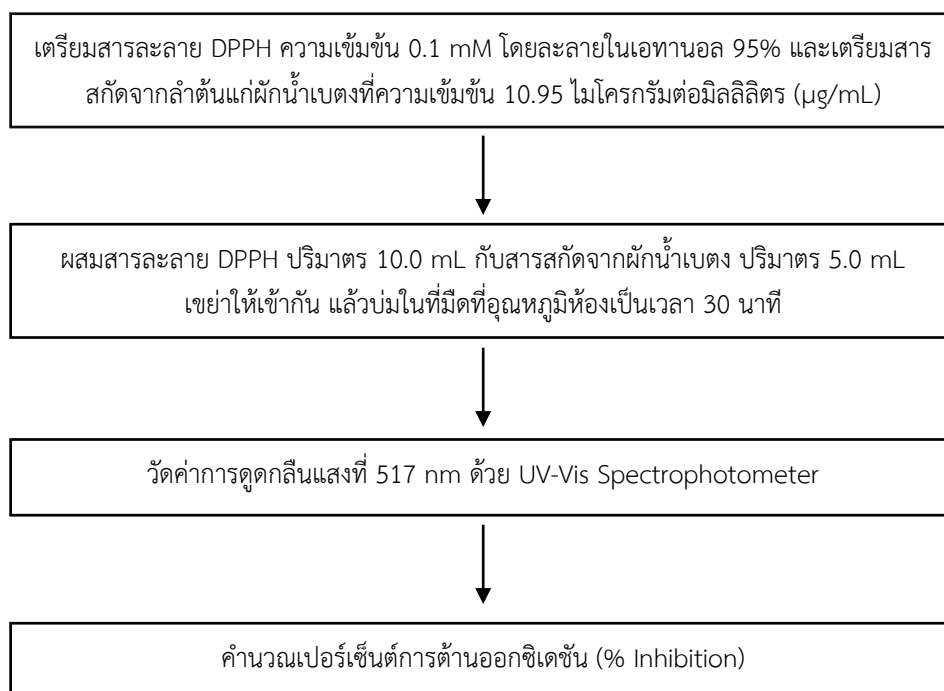 เตรียมสารละลาย DPPH ความเข้มข้น 0.1 mM โดยละลายในเอทานอล 95% และเตรียมสาร
สกัดจากลำต้นแก่ผักน้ำเบตงที่ความเข้มข้น 10.95 ไมโครกรัมต่อมิลลิลิตร (µg/mL)
ผสมสารละลาย DPPH ปริมาตร 10.0 mL กับสารสกัดจากผักน้ำเบตง ปริมาตร 5.0 mL
เขย่าให้เข้ากัน แล้วบ่มในที่มืดที่อุณหภูมิห้องเป็นเวลา 30 นาที
วัดค่าการดูดกลืนแสงที่ 517 nm ด้วย UV-Vis Spectrophotometer
คำนวณเปอร์เซ็นต์การต้านออกซิเดชัน (% Inhibition)